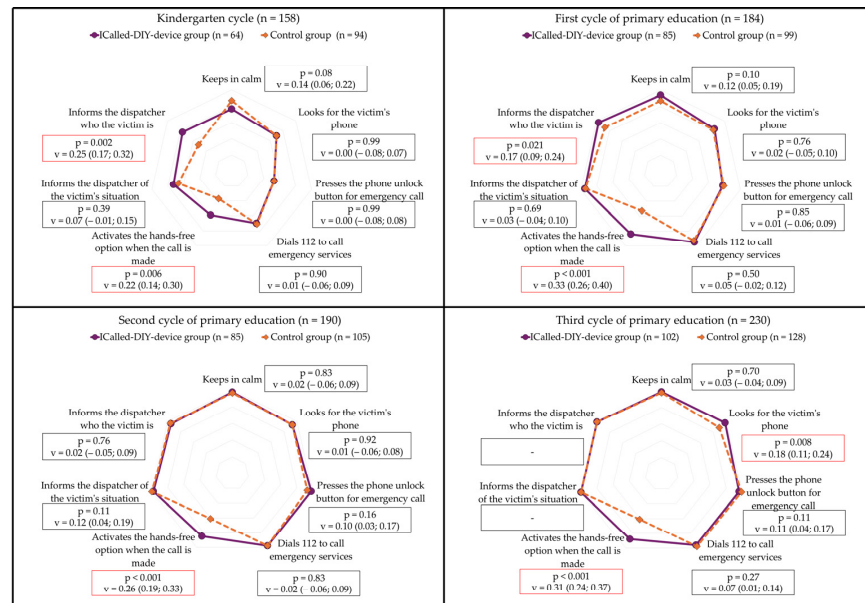 Kindergarten cycle (n = 158)
ICalled-DIY-device group (n = 64)
Control group (n = 94)
Keeps in calm
p = 0.08
v = 0.14 (0.06; 0.22)
Looks for the victim's
phone
p = 0.99
v = 0.00 (− 0.08; 0.07)
Presses the phone unlock
button for emergency call
p = 0.99
v = 0.00 (− 0.08; 0.08)
Dials 112 to call
emergency services
p = 0.90
v = 0.01 (− 0.06; 0.09)
Activates the hands-free
option when the call is
made
p = 0.006
v = 0.22 (0.14; 0.30)
Informs the dispatcher of
the victim's situation
p = 0.39
v = 0.07 (− 0.01; 0.15)
Informs the dispatcher
who the victim is
p = 0.002
v = 0.25 (0.17; 0.32)
First cycle of primary education (n = 184)
ICalled-DIY-device group (n = 85)
Control group (n = 99)
Keeps in calm
p = 0.10
v = 0.12 (0.05; 0.19)
Looks for the victim's
phone
p = 0.76
v = 0.02 (− 0.05; 0.10)
Presses the phone unlock
button for emergency call
p = 0.85
v = 0.01 (− 0.06; 0.09)
Dials 112 to call
emergency services
p = 0.50
v = 0.05 (− 0.02; 0.12)
Activates the hands-free
option when the call is
made
p < 0.001
v = 0.33 (0.26; 0.40)
Informs the dispatcher of
the victim's situation
p = 0.69
v = 0.03 (− 0.04; 0.10)
Informs the dispatcher
who the victim is
p = 0.021
v = 0.17 (0.09; 0.24)
Second cycle of primary education (n = 190)
ICalled-DIY-device group (n = 85)
Control group (n = 105)
Keeps in calm
p = 0.83
v = 0.02 (− 0.06; 0.09)
Looks for the victim's
phone
p = 0.92
v = 0.01 (− 0.06; 0.08)
Presses the phone unlock
button for emergency call
p = 0.16
v = 0.10 (0.03; 0.17)
Dials 112 to call
emergency services
p = 0.83
v = 0.02 (− 0.06; 0.09)
Activates the hands-free
option when the call is
made
p < 0.001
v = 0.26 (0.19; 0.33)
Informs the dispatcher of
the victim's situation
p = 0.11
v = 0.12 (0.04; 0.19)
Informs the dispatcher
who the victim is
p = 0.76
v = 0.02 (− 0.05; 0.09)
Third cycle of primary education (n = 230)
ICalled-DIY-device group (n = 102)
Control group (n = 128)
Keeps in calm
p = 0.70
v = 0.03 (− 0.04; 0.09)
Looks for the victim's
phone
p = 0.008
v = 0.18 (0.11; 0.24)
Presses the phone
unlock button for
emergency call
p = 0.11
v = 0.11 (0.04; 0.17)
Dials 112 to call
emergency services
p = 0.27
v = 0.07 (0.01; 0.14)
Activates the hands-free
option when the call is
made
p < 0.001
v = 0.31 (0.24; 0.37)
Informs the dispatcher
of the victim's situation
-
Informs the dispatcher
who the victim is
-